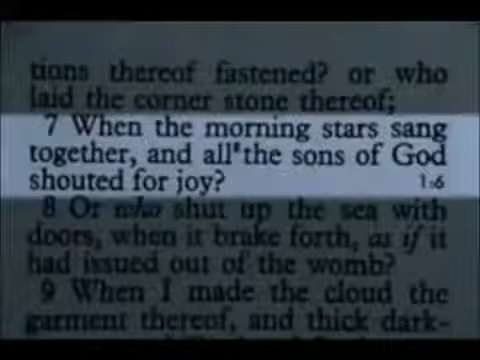 tions thereof fastened? or who
laid the corner stone thereof;
7 When the morning stars sang
together, and all the sons of God
shouted for joy? 1:6
8 Or who shut up the sea with
doors, when it brake forth, as if it
had issued out of the womb?
9 When I made the cloud the
garment thereof, and thick dark-